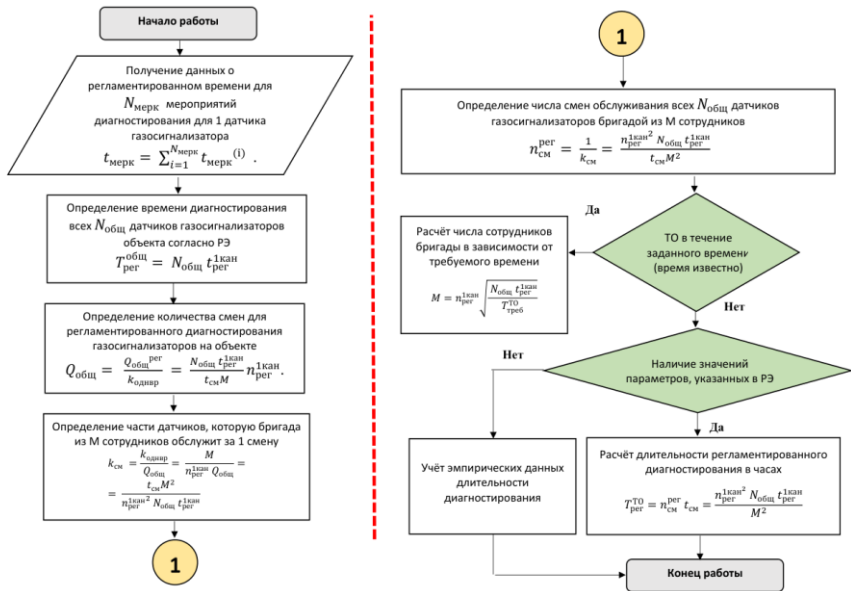 Начало работы
Получение данных о
регламентированном времени для
N_мерк мероприятий
диагностирования для 1 датчика
газосигнализатора
t_мерк = ∑_{i=1}^{N_мерк} t_мерк^{(i)} .
Определение времени диагностирования
всех N_общ датчиков газосигнализаторов
объекта согласно РЭ
T_рег^общ = N_общ t_рег^{1кан}
Определение количества смен для
регламентированного диагностирования
газосигнализаторов на объекте
Q_общ = Q_общ^рег / k_однвр = (N_общ t_рег^{1кан}) / (t_см M) n_рег^{1кан}.
Определение части датчиков, которую бригада
из М сотрудников обслужит за 1 смену
k_см = k_однвр / Q_общ = M / (n_рег^{1кан} Q_общ) =
= t_см M² / (n_рег^{1кан}² N_общ t_рег^{1кан})
1
1
Определение числа смен обслуживания всех N_общ датчиков
газосигнализаторов бригадой из М сотрудников
n_см^рег = 1 / k_см = (n_рег^{1кан}² N_общ t_рег^{1кан}) / (t_см M²)
Да
ТО в течение
заданного времени
(время известно)
Расчёт числа сотрудников
бригады в зависимости от
требуемого времени
M = n_рег^{1кан} √((N_общ t_рег^{1кан}) / T_треб^ТО)
Нет
Нет
Наличие значений
параметров, указанных в РЭ
Да
Учёт эмпирических данных
длительности
диагностирования
Расчёт длительности регламентированного
диагностирования в часах
T_рег^ТО = n_см^рег t_см = (n_рег^{1кан}² N_общ t_рег^{1кан}) / M²
Конец работы